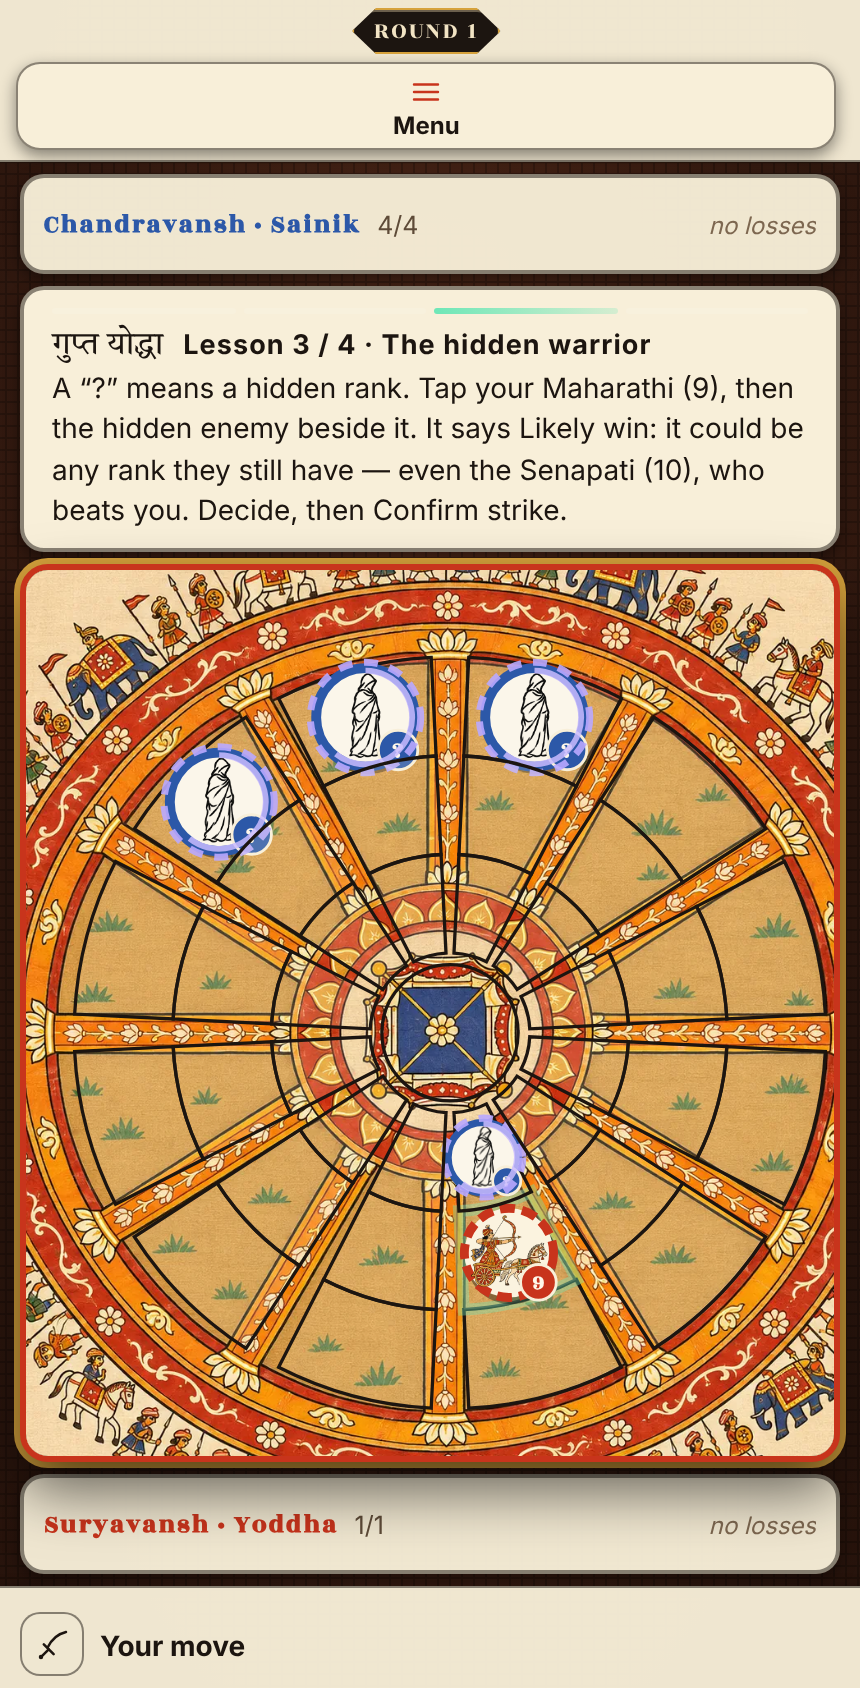 ROUND 1
Menu
Chandravansh • Sainik 4/4 no losses
गुप्त योद्धा Lesson 3 / 4 · The hidden warrior
A “?” means a hidden rank. Tap your Maharathi (9), then
the hidden enemy beside it. It says Likely win: it could be
any rank they still have — even the Senapati (10), who
beats you. Decide, then Confirm strike.
9
Suryavansh • Yoddha 1/1 no losses
Your move